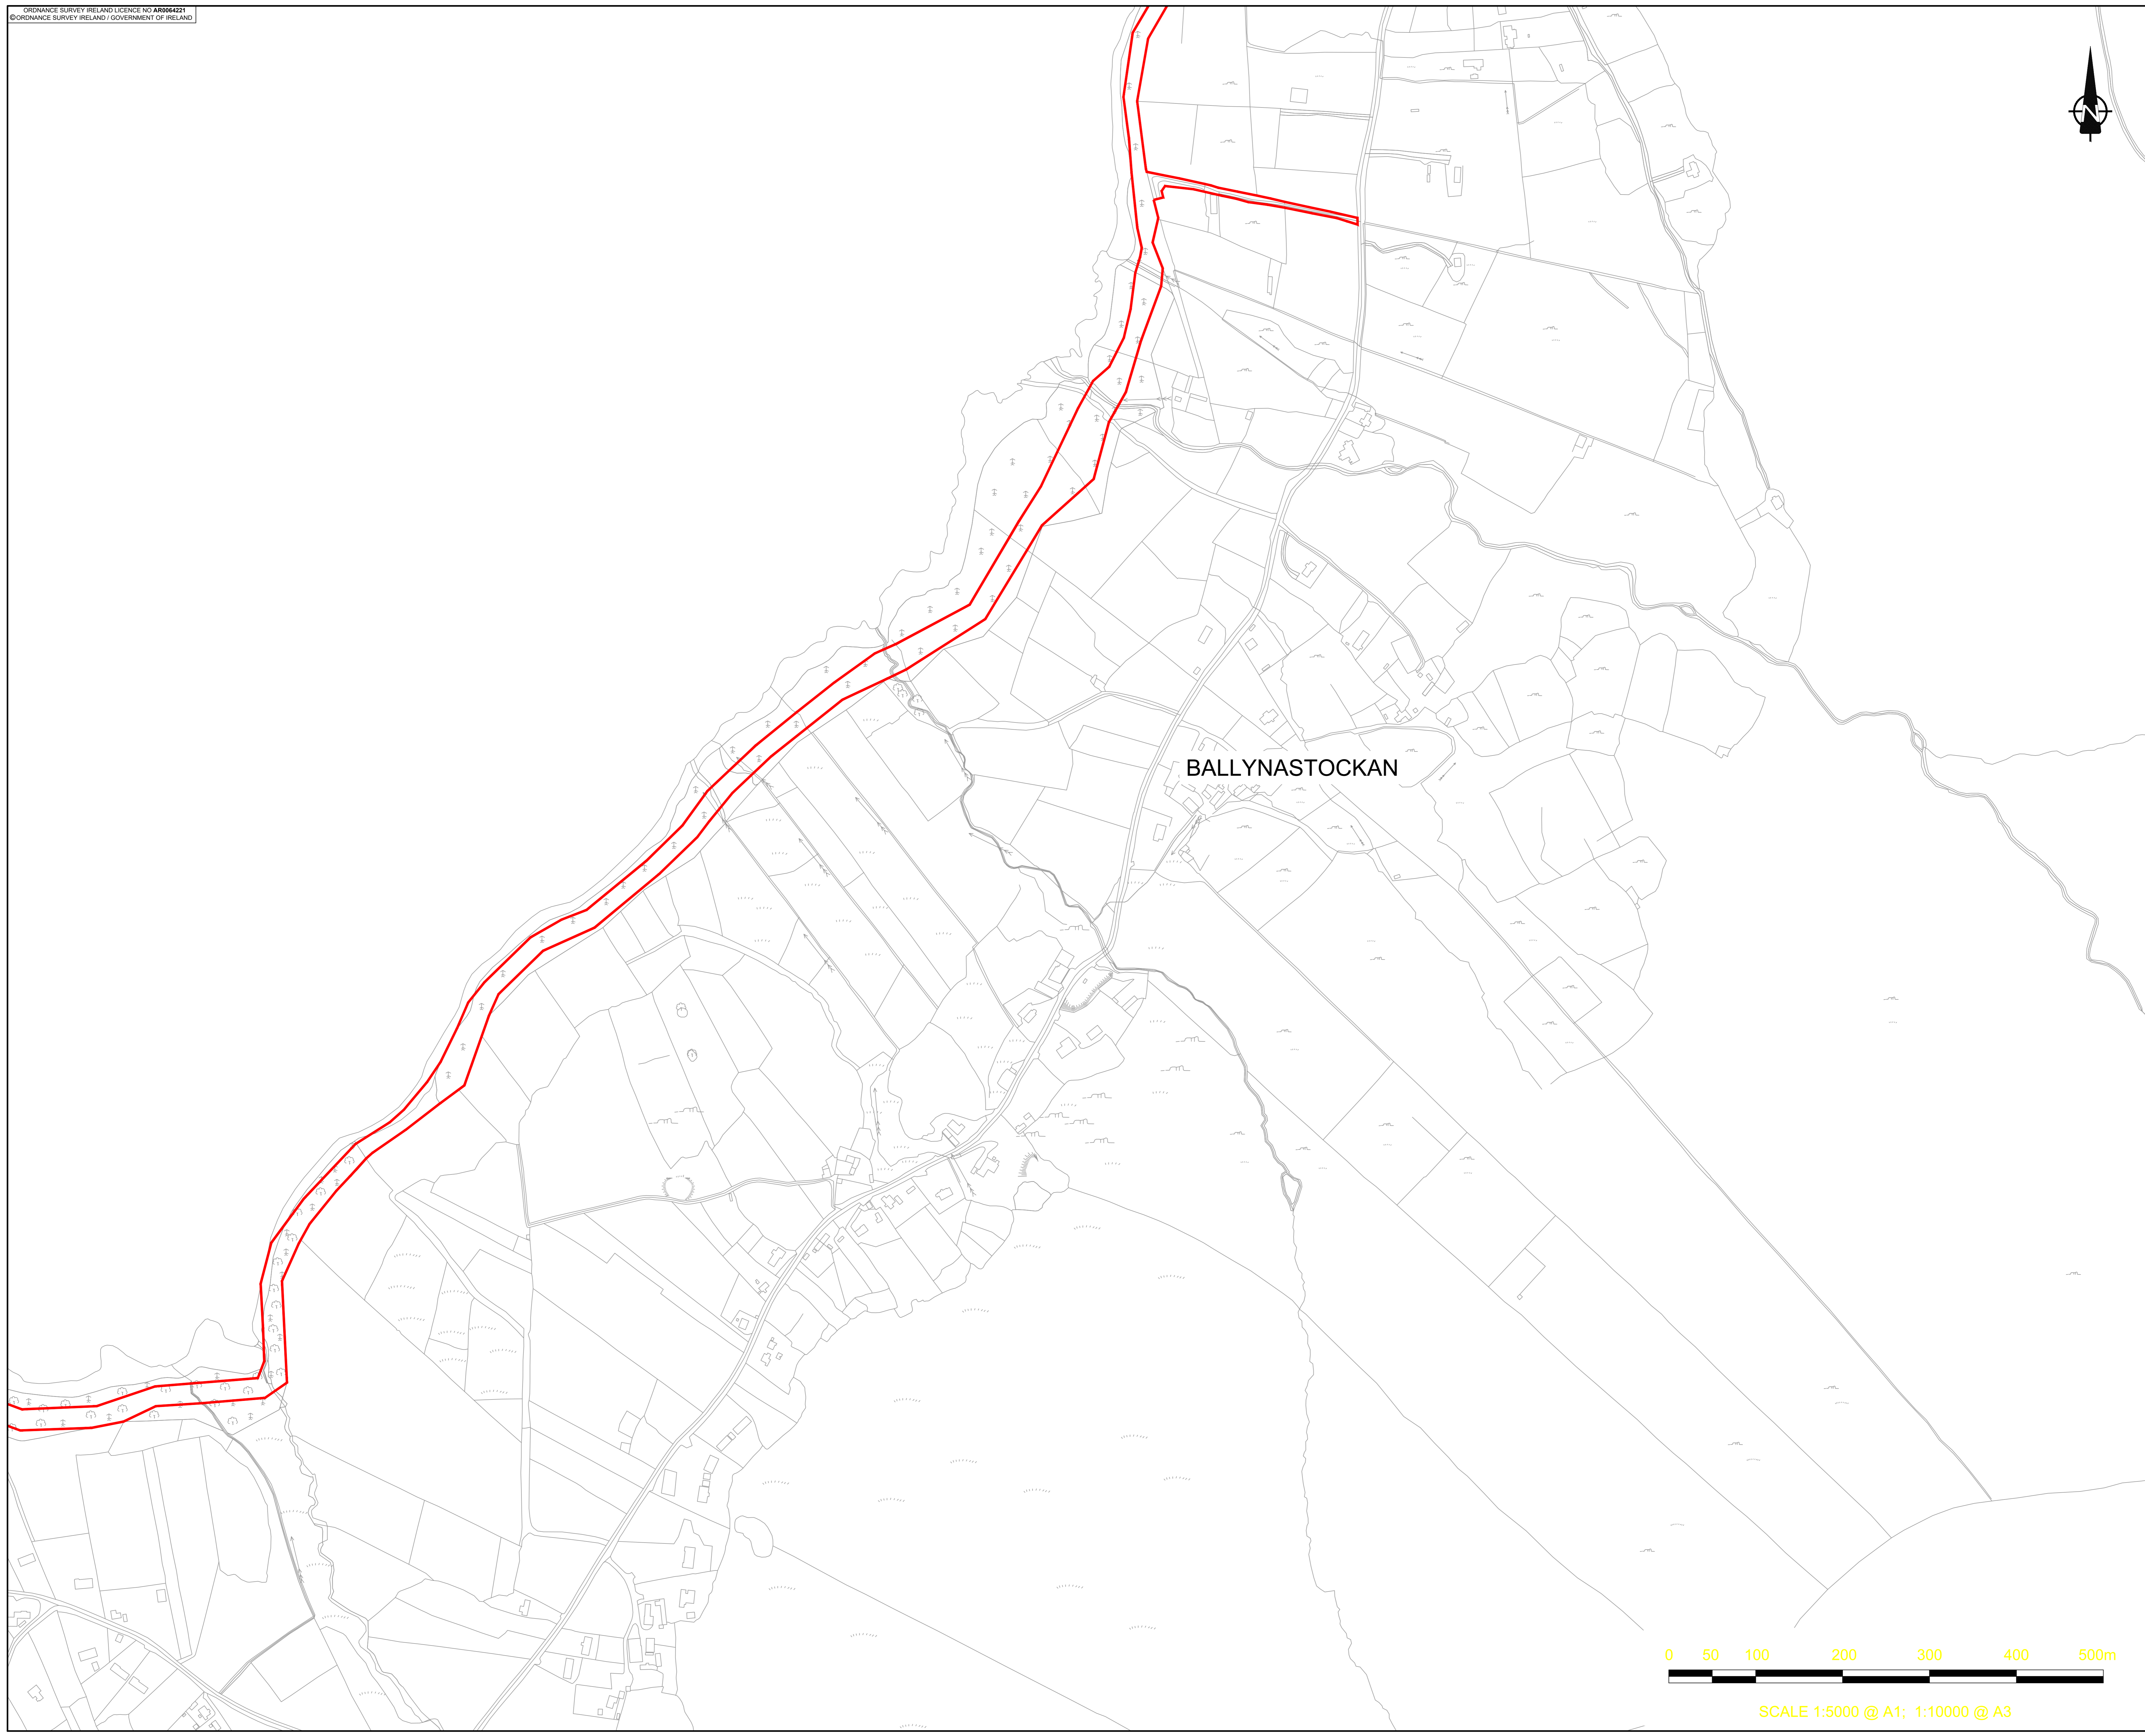 ORDNANCE SURVEY IRELAND LICENCE NO AR0064221
©ORDNANCE SURVEY IRELAND / GOVERNMENT OF IRELAND
N
BALLYNASTOCKAN
0 50 100 200 300 400 500m
SCALE 1:5000 @ A1; 1:10000 @ A3